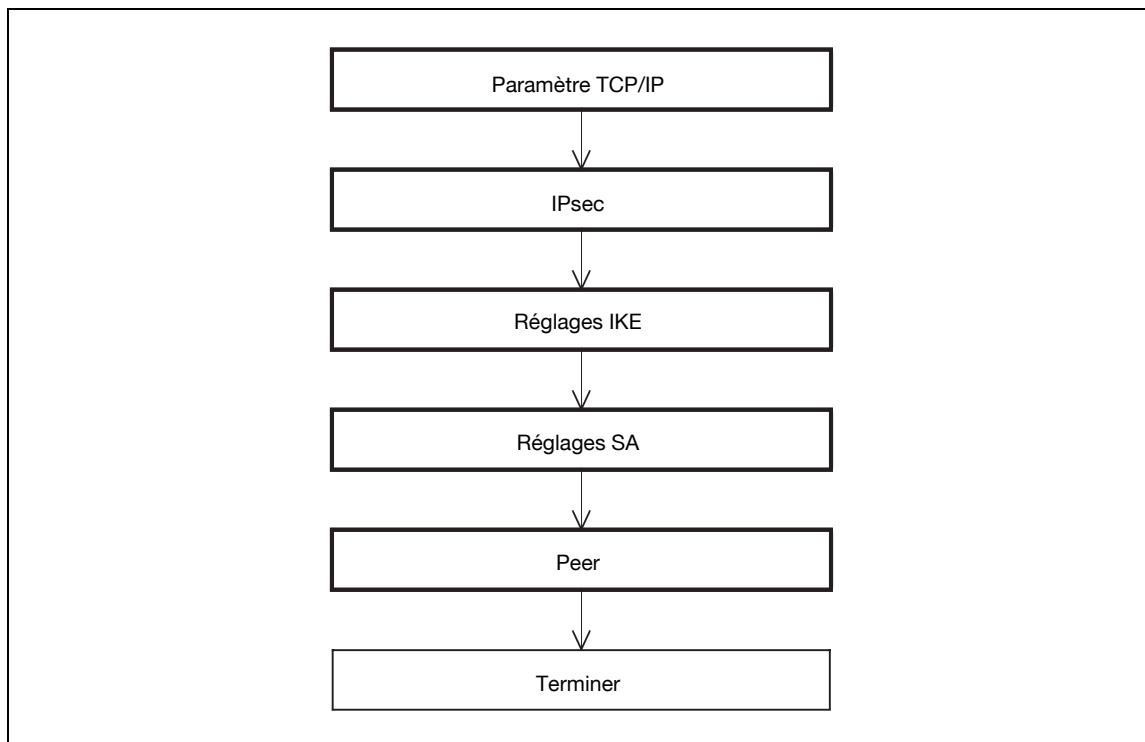 Paramètre TCP/IP
IPsec
Réglages IKE
Réglages SA
Peer
Terminer